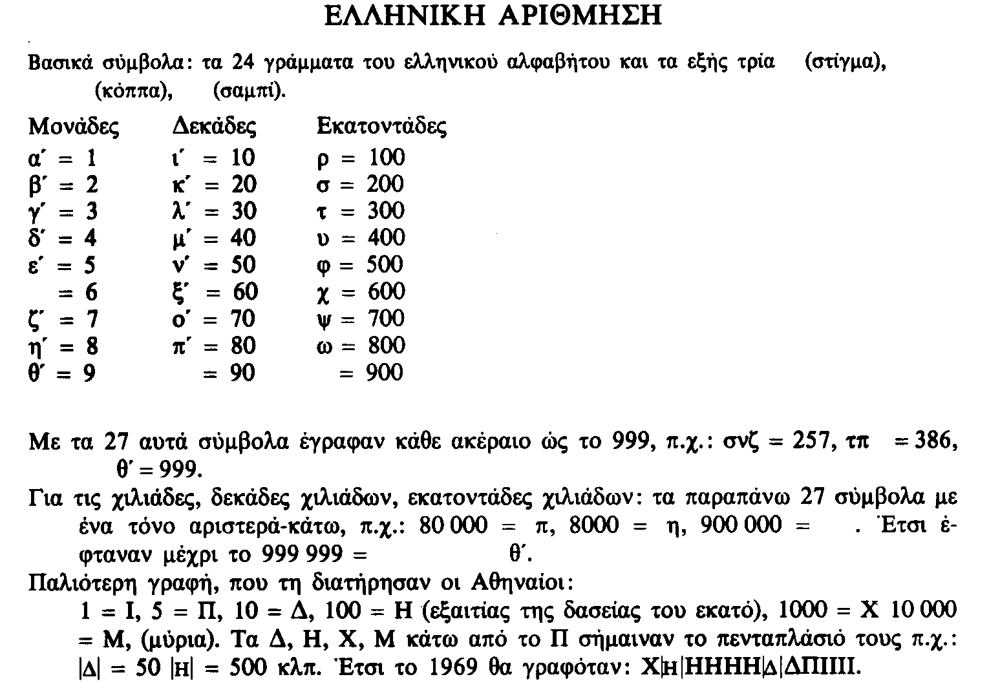 ΕΛΛΗΝΙΚΗ ΑΡΙΘΜΗΣΗ
Βασικά σύμβολα: τα 24 γράμματα του ελληνικού αλφαβήτου και τα εξής τρία (στίγμα),
(κόππα), (σαμπί).
Μονάδες Δεκάδες Εκατοντάδες
α΄ = 1 ι΄ = 10 ρ = 100
β΄ = 2 κ΄ = 20 σ = 200
γ΄ = 3 λ΄ = 30 τ = 300
δ΄ = 4 μ΄ = 40 υ = 400
ε΄ = 5 ν΄ = 50 φ = 500
= 6 ξ΄ = 60 χ = 600
ζ΄ = 7 ο΄ = 70 ψ = 700
η΄ = 8 π΄ = 80 ω = 800
θ΄ = 9 = 90 = 900
Με τα 27 αυτά σύμβολα έγραφαν κάθε ακέραιο ώς το 999, π.χ.: σνζ = 257, τπ = 386,
θ΄ = 999.
Για τις χιλιάδες, δεκάδες χιλιάδων, εκατοντάδες χιλιάδων: τα παραπάνω 27 σύμβολα με
ένα τόνο αριστερά-κάτω, π.χ.: 80 000 = π, 8000 = η, 900 000 = . Έτσι έ-
φταναν μέχρι το 999 999 = θ΄.
Παλιότερη γραφή, που τη διατήρησαν οι Αθηναίοι:
1 = Ι, 5 = Π, 10 = Δ, 100 = Η (εξαιτίας της δασείας του εκατό), 1000 = Χ 10 000
= Μ, (μύρια). Τα Δ, Η, Χ, Μ κάτω από το Π σήμαιναν το πενταπλάσιό τους π.χ.:
|Δ| = 50 |Η| = 500 κλπ. Έτσι το 1969 θα γραφόταν: Χ|Η|ΗΗΗΗ|Δ|ΔΠΙΙΙΙ.